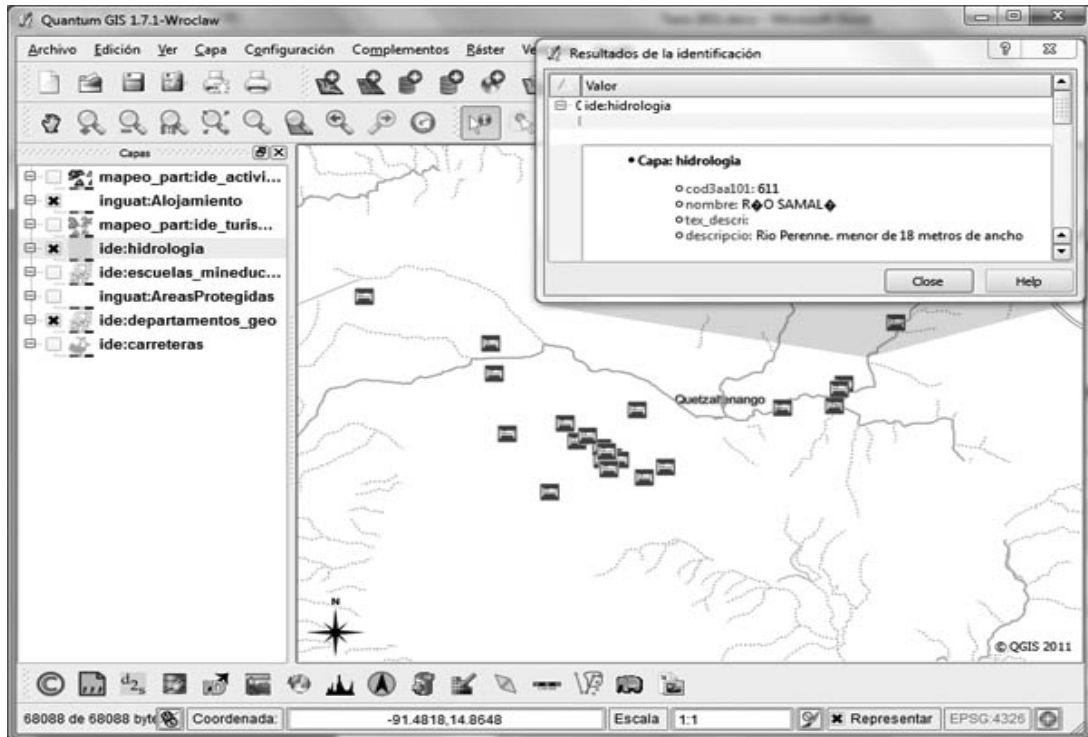 Quantum GIS 1.7.1-Wroclaw
Archivo Edición Ver Capa Configuración Complementos Ráster
Resultados de la identificación
Valor
ide:hidrologia
• Capa: hidrologia
cod3aa101: 611
nombre: R�O SAMAL�
tex_descri:
descripcio: Rio Perenne. menor de 18 metros de ancho
Close Help
Capas
mapeo_part:ide_activi...
inguat:Alojamiento
mapeo_part:ide_turis...
ide:hidrologia
ide:escuelas_mineduc...
inguat:AreasProtegidas
ide:departamentos_geo
ide:carreteras
Quetzaltenango
N
© QGIS 2011
68088 de 68088 byte Coordenada: -91.4818,14.8648 Escala 1:1 Representar EPSG:4326